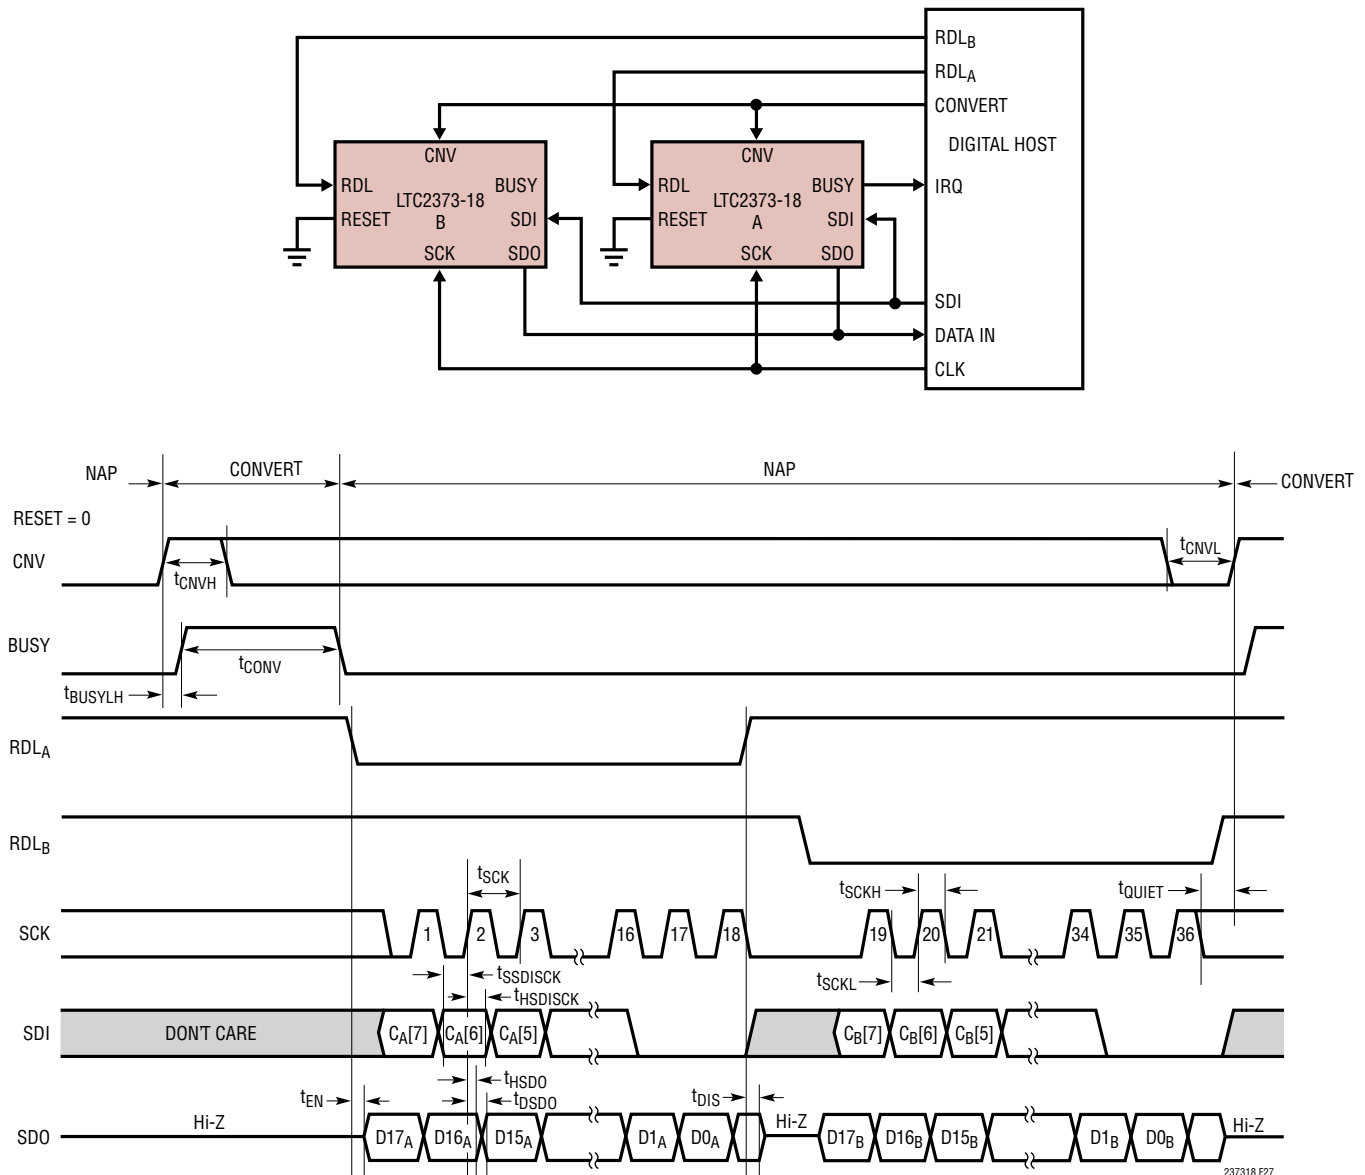 RDLB
RDLA
CONVERT
DIGITAL HOST
CNV
CNV
RDL
BUSY
RDL
BUSY
IRQ
LTC2373-18
LTC2373-18
RESET
SDI
RESET
SDI
B
A
SCK
SDO
SCK
SDO
SDI
DATA IN
CLK
NAP
CONVERT
NAP
CONVERT
RESET = 0
CNV
tCNVH
tCNVL
BUSY
tCONV
tBUSYLH
RDLA
RDLB
tSCK
tSCKH
tQUIET
SCK
1
2
3
16
17
18
19
20
21
34
35
36
tSSDISCK
tSCKL
tHSDISCK
SDI
DON'T CARE
CA[7]
CA[6]
CA[5]
CB[7]
CB[6]
CB[5]
tHSDO
tEN
tDSDO
tDIS
SDO
Hi-Z
D17A
D16A
D15A
D1A
D0A
Hi-Z
D17B
D16B
D15B
D1B
D0B
Hi-Z
237318 F27